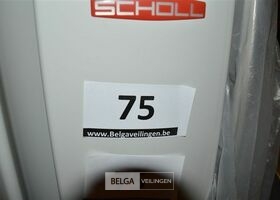 SCHOLL
75
www.Belgaveilingen.be
BELGA VEILINGEN